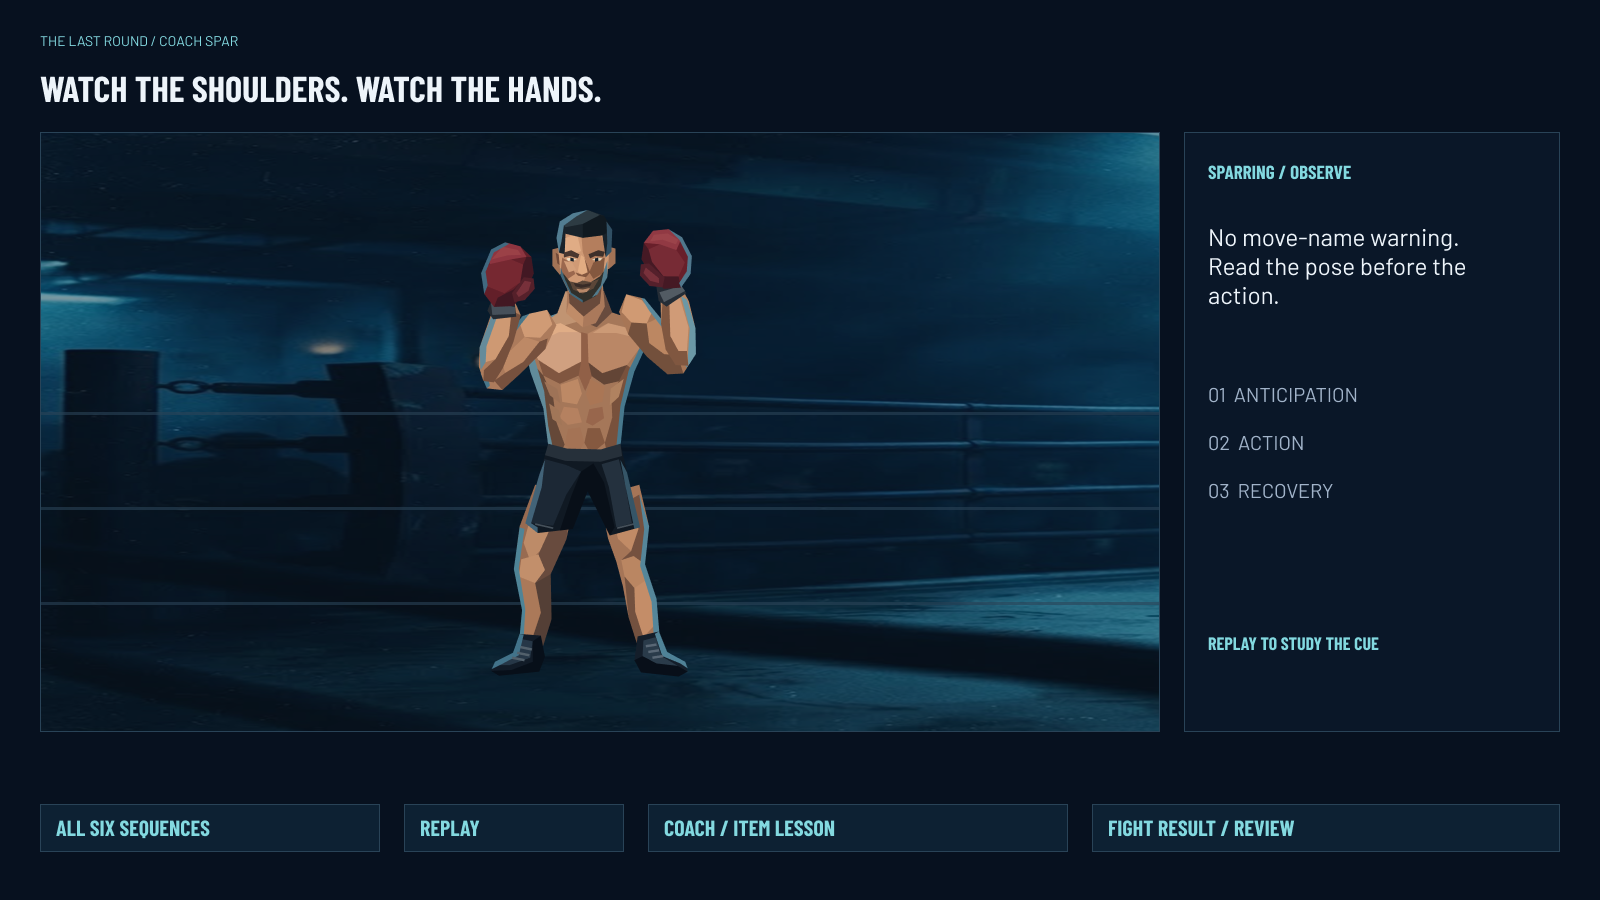 THE LAST ROUND / COACH SPAR
WATCH THE SHOULDERS. WATCH THE HANDS.
SPARRING / OBSERVE
No move-name warning.
Read the pose before the
action.
01 ANTICIPATION
02 ACTION
03 RECOVERY
REPLAY TO STUDY THE CUE
ALL SIX SEQUENCES
REPLAY
COACH / ITEM LESSON
FIGHT RESULT / REVIEW